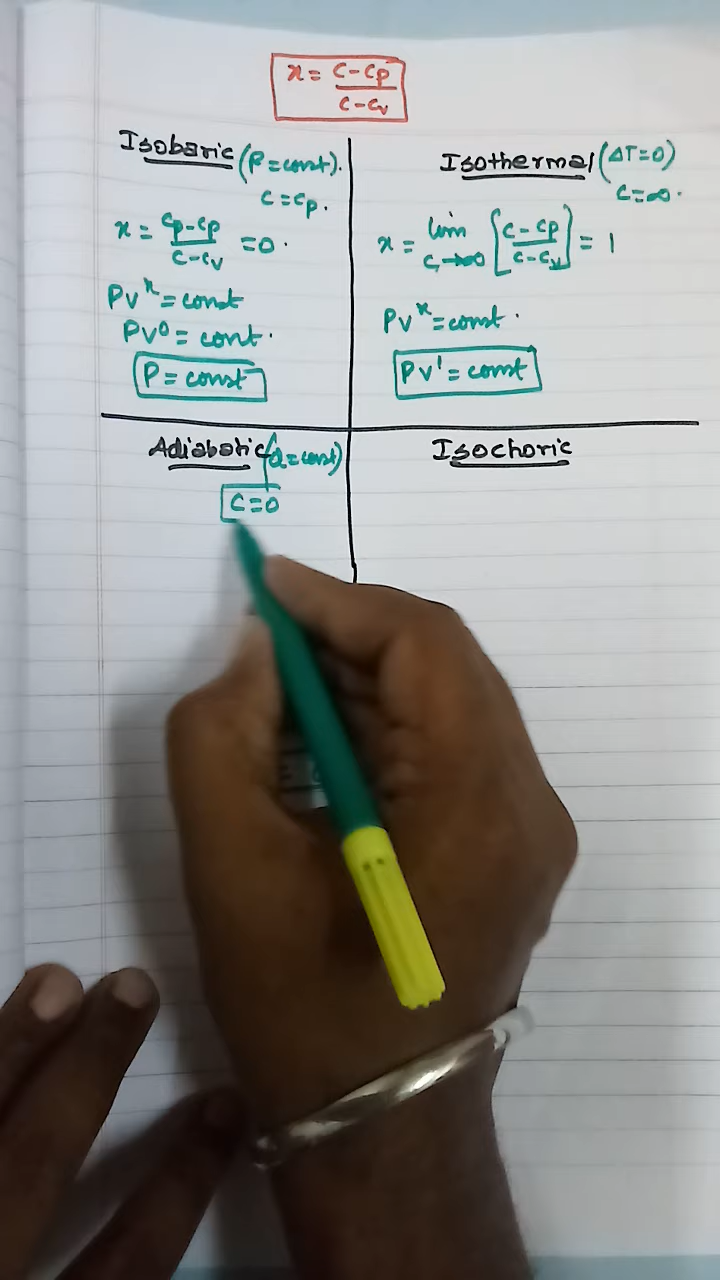 x = C-Cp / C-Cv
Isobaric (P=const).
C=Cp.
x = Cp-Cp / C-Cv =0.
PV^x = const
PV^0 = cont.
P = const
Isothermal (ΔT=0)
C=∞.
x = lim C→∞ [C-Cp / C-Cv] = 1
PV^x=const.
PV^1 = const
Adiabatic (Q=const)
C=0
Isochoric